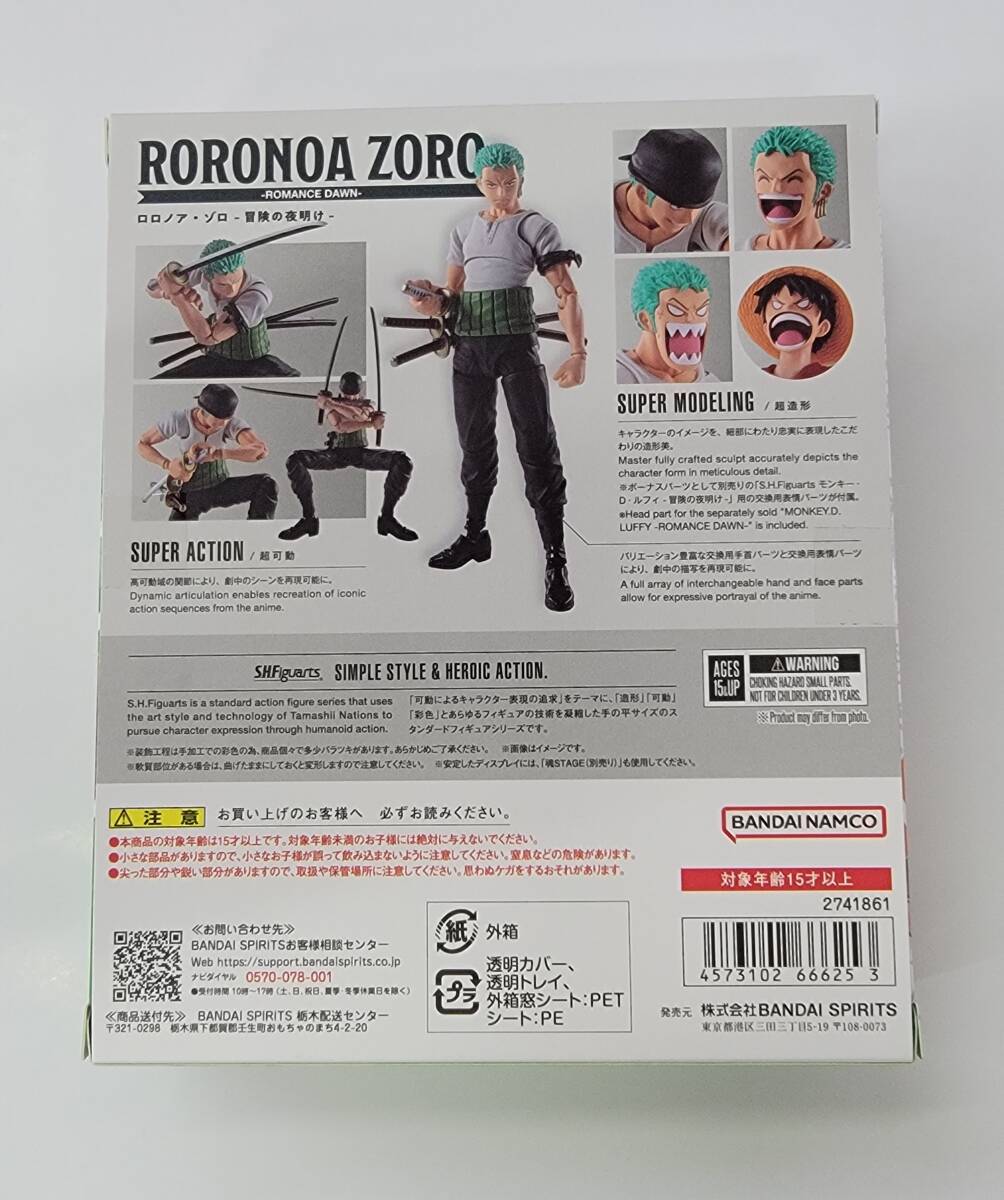 RORONOA ZORO
-ROMANCE DAWN-
ロロノア・ゾロ -冒険の夜明け-
SUPER MODELING / 超造形
キャラクターのイメージを、細部にわたり忠実に表現したこだ
わりの造形美。
Master fully crafted sculpt accurately depicts the
character form in meticulous detail.
※ボーナスパーツとして別売りの「S.H.Figuarts モンキー・
D・ルフィ -冒険の夜明け-」用の交換用表情パーツが付属。
※Head part for the separately sold "MONKEY.D.
LUFFY -ROMANCE DAWN-" is included.
SUPER ACTION / 超可動
高可動域の関節により、劇中のシーンを再現可能に。
Dynamic articulation enables recreation of iconic
action sequences from the anime.
バリエーション豊富な交換用手首パーツと交換用表情パーツ
により、劇中の描写を再現可能に。
A full array of interchangeable hand and face parts
allow for expressive portrayal of the anime.
S.H.Figuarts SIMPLE STYLE & HEROIC ACTION.
S.H.Figuarts is a standard action figure series that uses
the art style and technology of Tamashii Nations to
pursue character expression through humanoid action.
「可動によるキャラクター表現の追求」をテーマに、「造形」「可動」
「彩色」とあらゆるフィギュアの技術を凝縮した手の平サイズのス
タンダードフィギュアシリーズです。
※装飾工程は手加工での彩色の為、商品個々で多少バラツキがあります。あらかじめご了承ください。 ※画像はイメージです。
※軟質部位がある場合は、曲げたままにしておくと変形しますので注意してください。 ※安定したディスプレイには、「魂STAGE(別売り)」も使用してください。
AGES
15&UP
⚠WARNING
CHOKING HAZARD SMALL PARTS.
NOT FOR CHILDREN UNDER 3 YEARS.
※Product may differ from photo.
⚠注意 お買い上げのお客様へ 必ずお読みください。
●本商品の対象年齢は15才以上です。対象年齢未満のお子様には絶対に与えないでください。
●小さな部品がありますので、小さなお子様が誤って飲み込まないように注意してください。窒息などの危険があります。
●尖った部分や鋭い部分がありますので、取扱や保管場所に注意してください。思わぬケガをするおそれがあります。
BANDAI NAMCO
対象年齢15才以上
2741861
≪お問い合わせ先≫
BANDAI SPIRITSお客様相談センター
Web https://support.bandaispirits.co.jp
ナビダイヤル 0570-078-001
●受付時間 10時〜17時(土、日、祝日、夏季・冬季休業日を除く)
≪商品送付先≫ BANDAI SPIRITS 栃木配送センター
〒321-0298 栃木県下都賀郡壬生町おもちゃのまち4-2-20
紙 外箱
プラ 透明カバー、
透明トレイ、
外箱窓シート:PET
シート:PE
4573102 66625 3
発売元 株式会社BANDAI SPIRITS
東京都港区三田三丁目5-19 〒108-0073